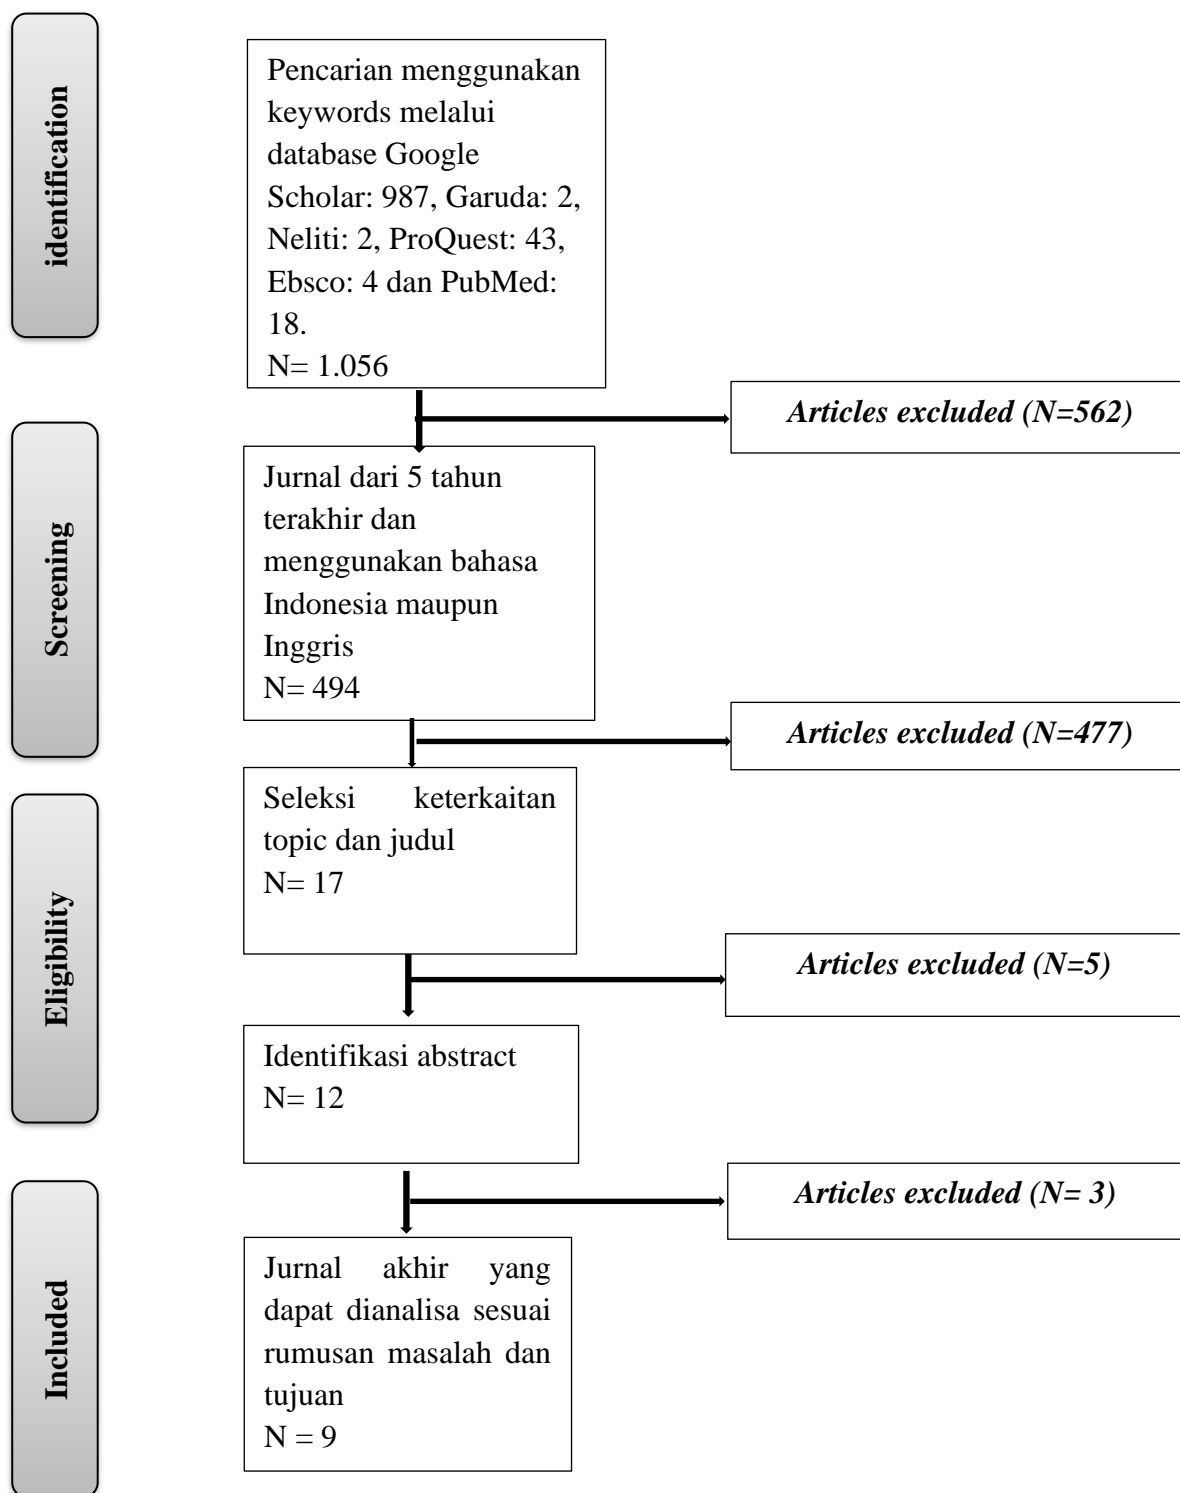 identification
Pencarian menggunakan
keywords melalui
database Google
Scholar: 987, Garuda: 2,
Neliti: 2, ProQuest: 43,
Ebsco: 4 dan PubMed:
18.
N= 1.056
Articles excluded (N=562)
Screening
Jurnal dari 5 tahun
terakhir dan
menggunakan bahasa
Indonesia maupun
Inggris
N= 494
Articles excluded (N=477)
Eligibility
Seleksi keterkaitan
topic dan judul
N= 17
Articles excluded (N=5)
Identifikasi abstract
N= 12
Articles excluded (N= 3)
Included
Jurnal akhir yang
dapat dianalisa sesuai
rumusan masalah dan
tujuan
N = 9